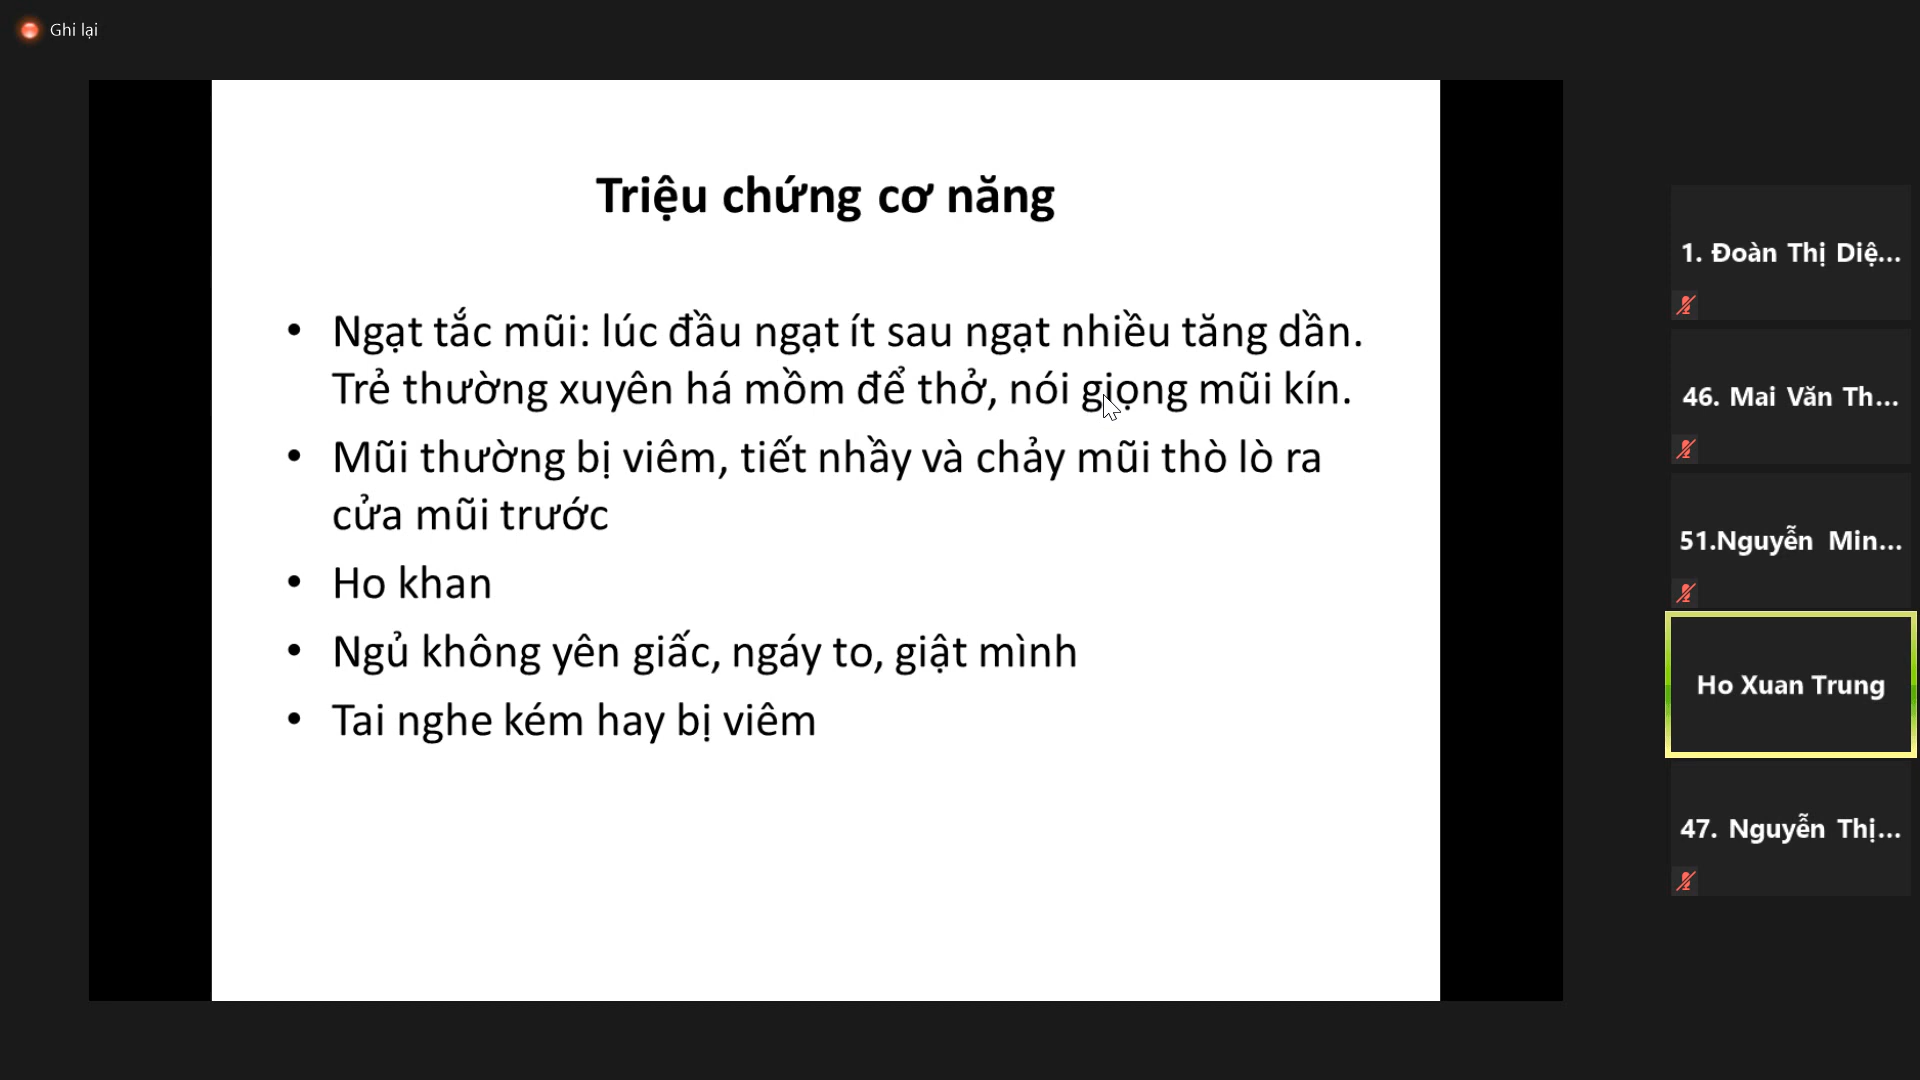 Ghi lại
Triệu chứng cơ năng
• Ngạt tắc mũi: lúc đầu ngạt ít sau ngạt nhiều tăng dần.
Trẻ thường xuyên há mồm để thở, nói giọng mũi kín.
• Mũi thường bị viêm, tiết nhầy và chảy mũi thò lò ra
cửa mũi trước
• Ho khan
• Ngủ không yên giấc, ngáy to, giật mình
• Tai nghe kém hay bị viêm
1. Đoàn Thị Diệ...
46. Mai Văn Th...
51.Nguyễn Min...
Ho Xuan Trung
47. Nguyễn Thị...